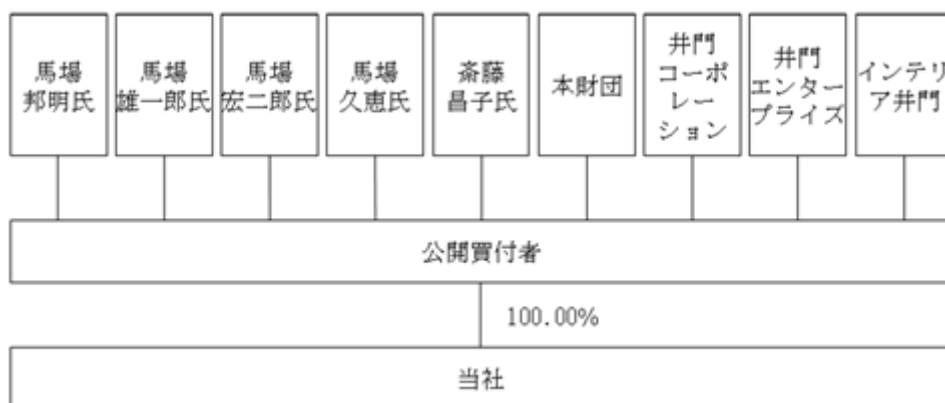 馬場
邦明氏
馬場
雄一郎氏
馬場
宏二郎氏
馬場
久恵氏
斎藤
昌子氏
本財団
井門
コーポ
レー
ション
井門
エンター
プライズ
インテリ
ア井門
公開買付者
100.00%
当社